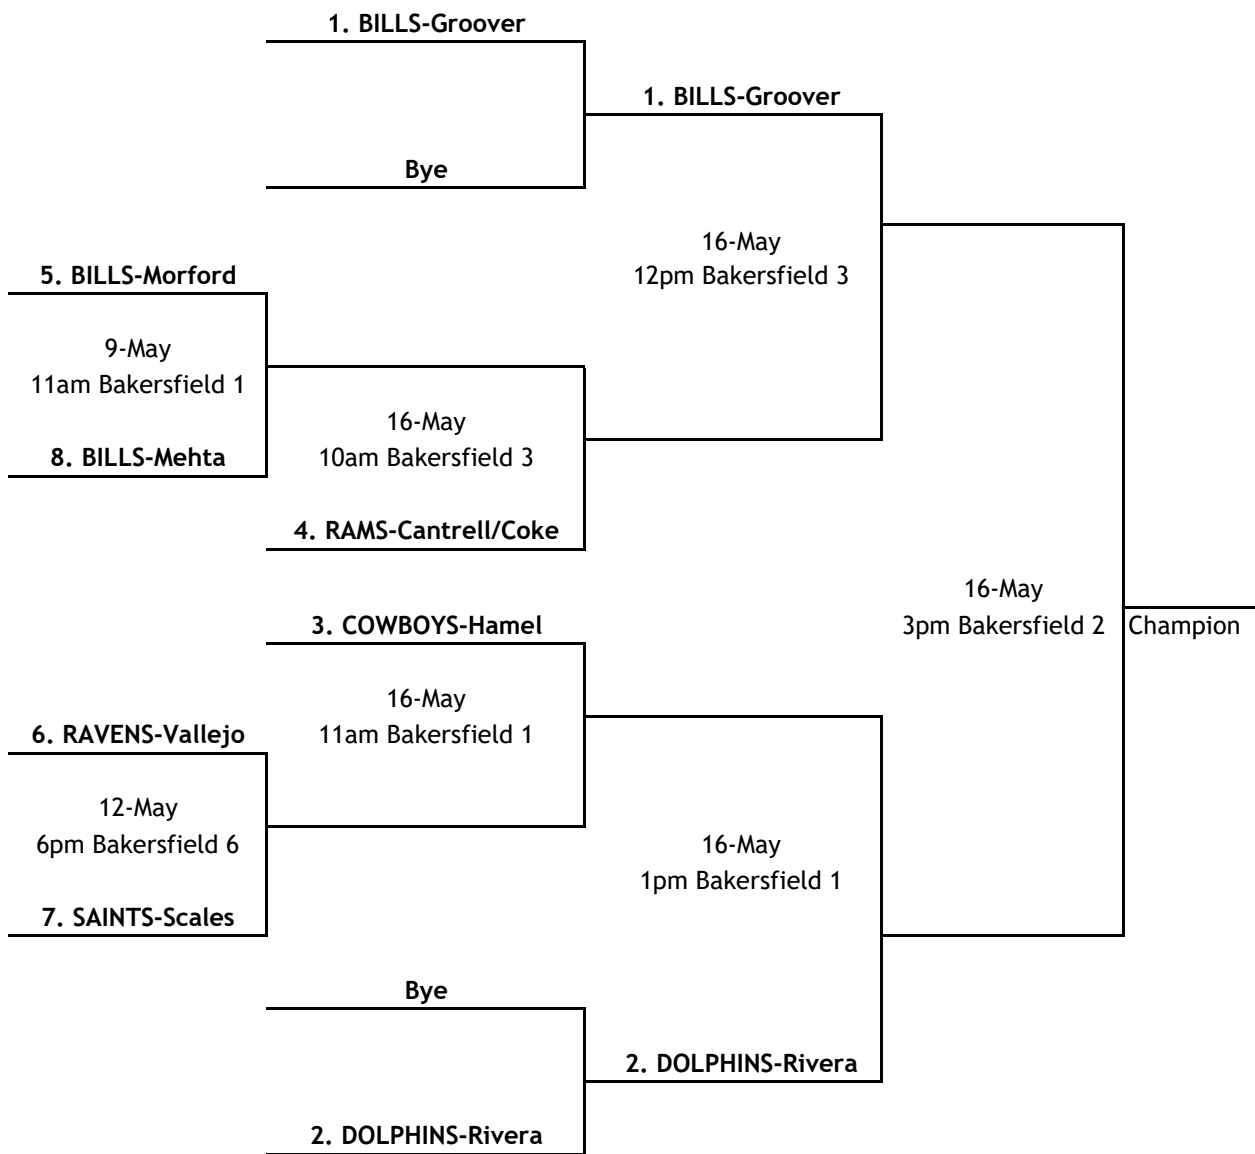 1. BILLS-Groover
1. BILLS-Groover
Bye
16-May
12pm Bakersfield 3
5. BILLS-Morford
9-May
11am Bakersfield 1
8. BILLS-Mehta
16-May
10am Bakersfield 3
4. RAMS-Cantrell/Coke
16-May
3pm Bakersfield 2
Champion
3. COWBOYS-Hamel
16-May
11am Bakersfield 1
6. RAVENS-Vallejo
12-May
6pm Bakersfield 6
7. SAINTS-Scales
16-May
1pm Bakersfield 1
Bye
2. DOLPHINS-Rivera
2. DOLPHINS-Rivera